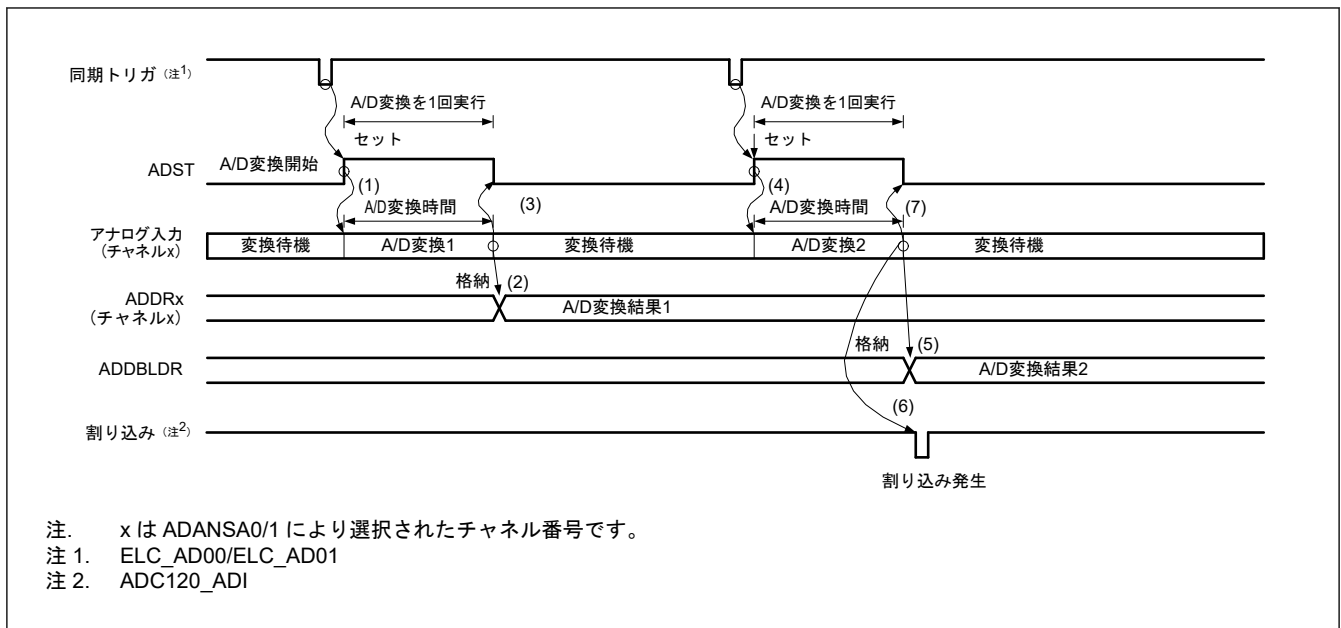 同期トリガ（注1）
A/D変換を1回実行
A/D変換を1回実行
セット
セット
ADST
A/D変換開始
(1)
(3)
(4)
(7)
A/D変換時間
A/D変換時間
アナログ入力
（チャネルx）
変換待機
A/D変換1
変換待機
A/D変換2
変換待機
格納
(2)
ADDRx
（チャネルx）
A/D変換結果1
格納
(5)
ADDBLDR
A/D変換結果2
(6)
割り込み（注2）
割り込み発生
注. x は ADANSA0/1 により選択されたチャネル番号です。
注 1. ELC_AD00/ELC_AD01
注 2. ADC120_ADI